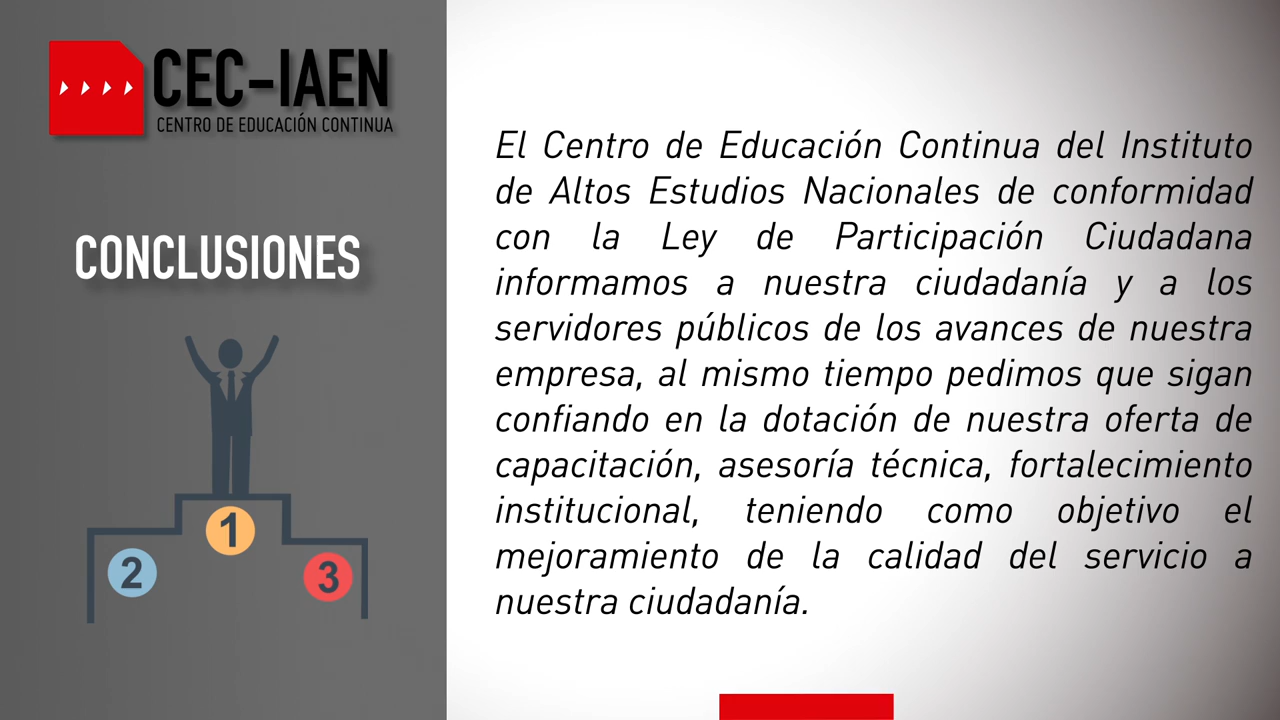 CEC-IAEN
CENTRO DE EDUCACIÓN CONTINUA
CONCLUSIONES
1
2
3
El Centro de Educación Continua del Instituto
de Altos Estudios Nacionales de conformidad
con la Ley de Participación Ciudadana
informamos a nuestra ciudadanía y a los
servidores públicos de los avances de nuestra
empresa, al mismo tiempo pedimos que sigan
confiando en la dotación de nuestra oferta de
capacitación, asesoría técnica, fortalecimiento
institucional, teniendo como objetivo el
mejoramiento de la calidad del servicio a
nuestra ciudadanía.